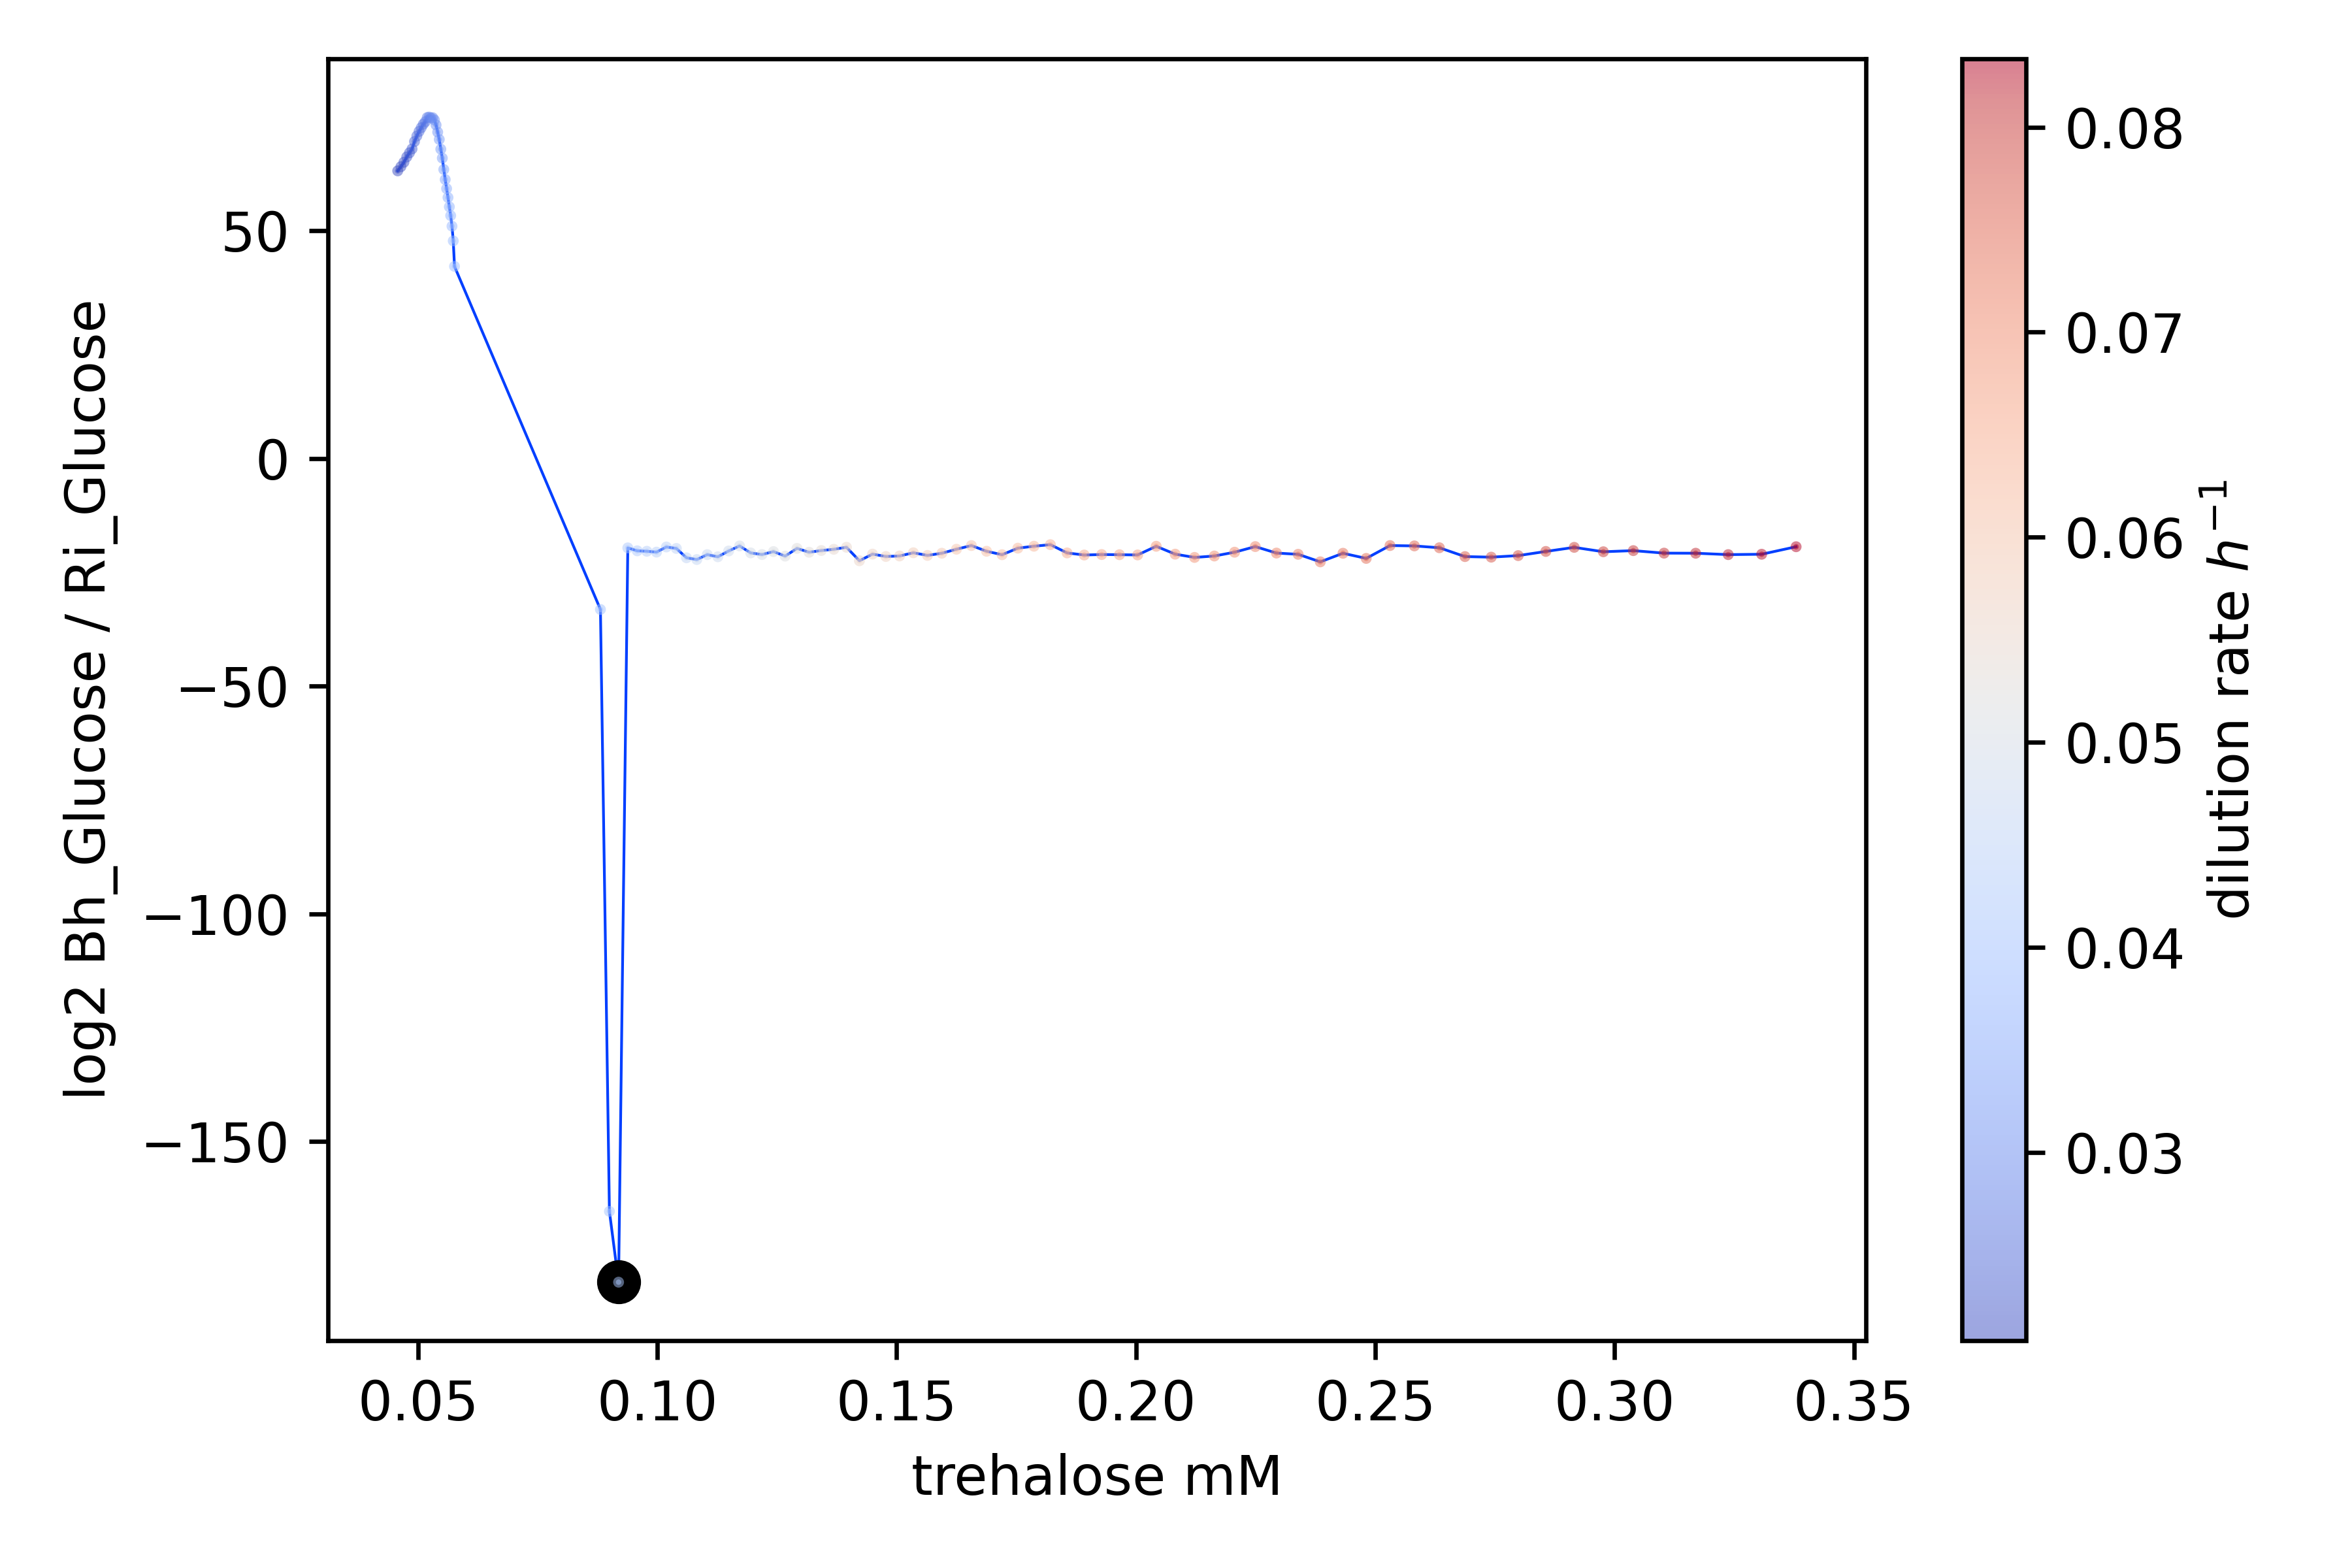 log2 Bh_Glucose / Ri_Glucose
50
0
−50
−100
−150
0.05 0.10 0.15 0.20 0.25 0.30 0.35
trehalose mM
0.08
0.07
0.06
0.05
0.04
0.03
dilution rate h⁻¹